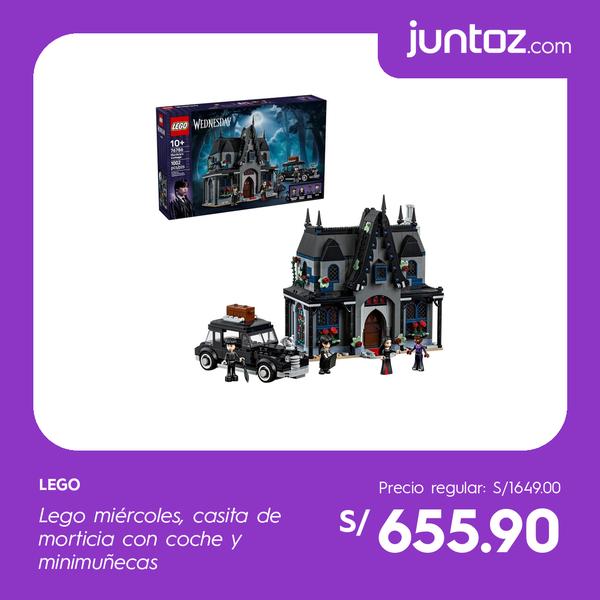 juntoz.com
LEGO
WEDNESDAY
10+
1002
LEGO
Precio regular: S/1649.00
Lego miércoles, casita de
morticia con coche y
minimuñecas
S/ 655.90